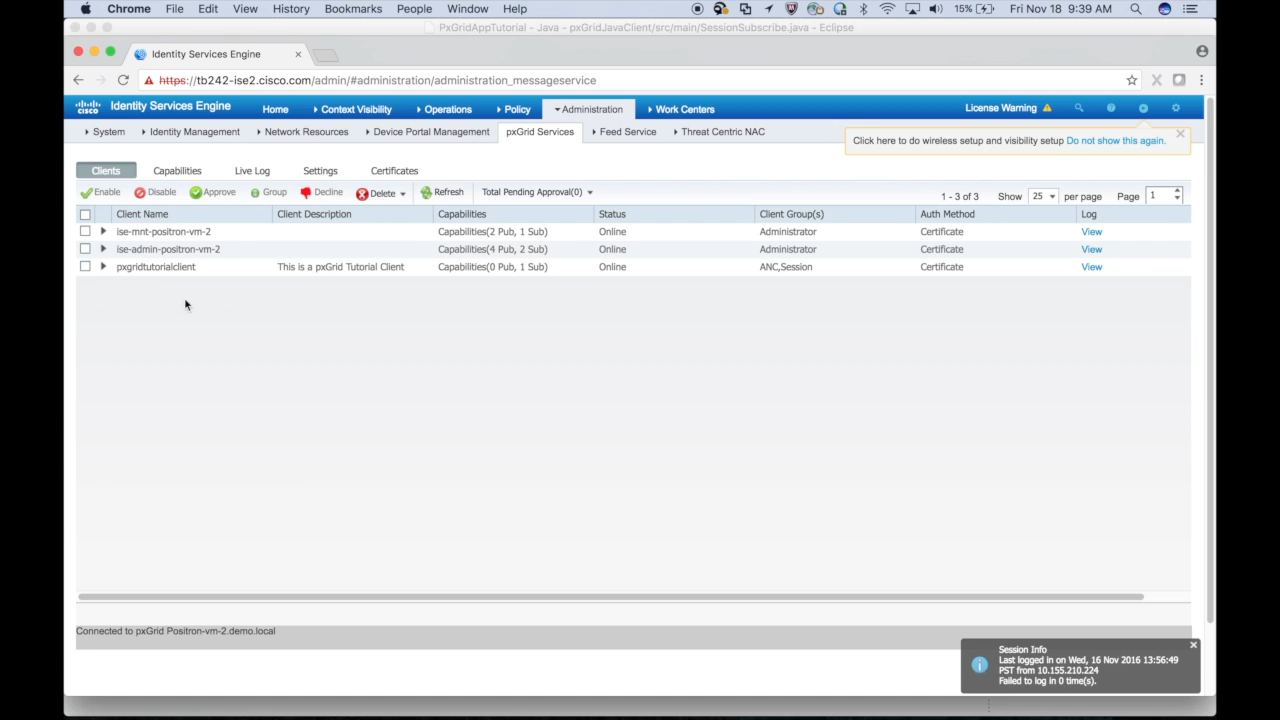 Chrome File Edit View History Bookmarks People Window Help 15% Fri Nov 18 9:39 AM
PxGridAppTutorial - Java - pxGridJavaClient/src/main/SessionSubscribe.java - Eclipse
Identity Services Engine
https://tb242-ise2.cisco.com/admin/#administration/administration_messageservice
CISCO Identity Services Engine Home Context Visibility Operations Policy Administration Work Centers License Warning
System Identity Management Network Resources Device Portal Management pxGrid Services Feed Service Threat Centric NAC
Click here to do wireless setup and visibility setup Do not show this again.
Clients Capabilities Live Log Settings Certificates
Enable Disable Approve Group Decline Delete Refresh Total Pending Approval(0) 1 - 3 of 3 Show 25 per page Page 1
Client Name Client Description Capabilities Status Client Group(s) Auth Method Log
ise-mnt-positron-vm-2 Capabilities(2 Pub, 1 Sub) Online Administrator Certificate View
ise-admin-positron-vm-2 Capabilities(4 Pub, 2 Sub) Online Administrator Certificate View
pxgridtutorialclient This is a pxGrid Tutorial Client Capabilities(0 Pub, 1 Sub) Online ANC,Session Certificate View
Connected to pxGrid Positron-vm-2.demo.local
Session Info
Last logged in on Wed, 16 Nov 2016 13:56:49
PST from 10.155.210.224
Failed to log in 0 time(s).